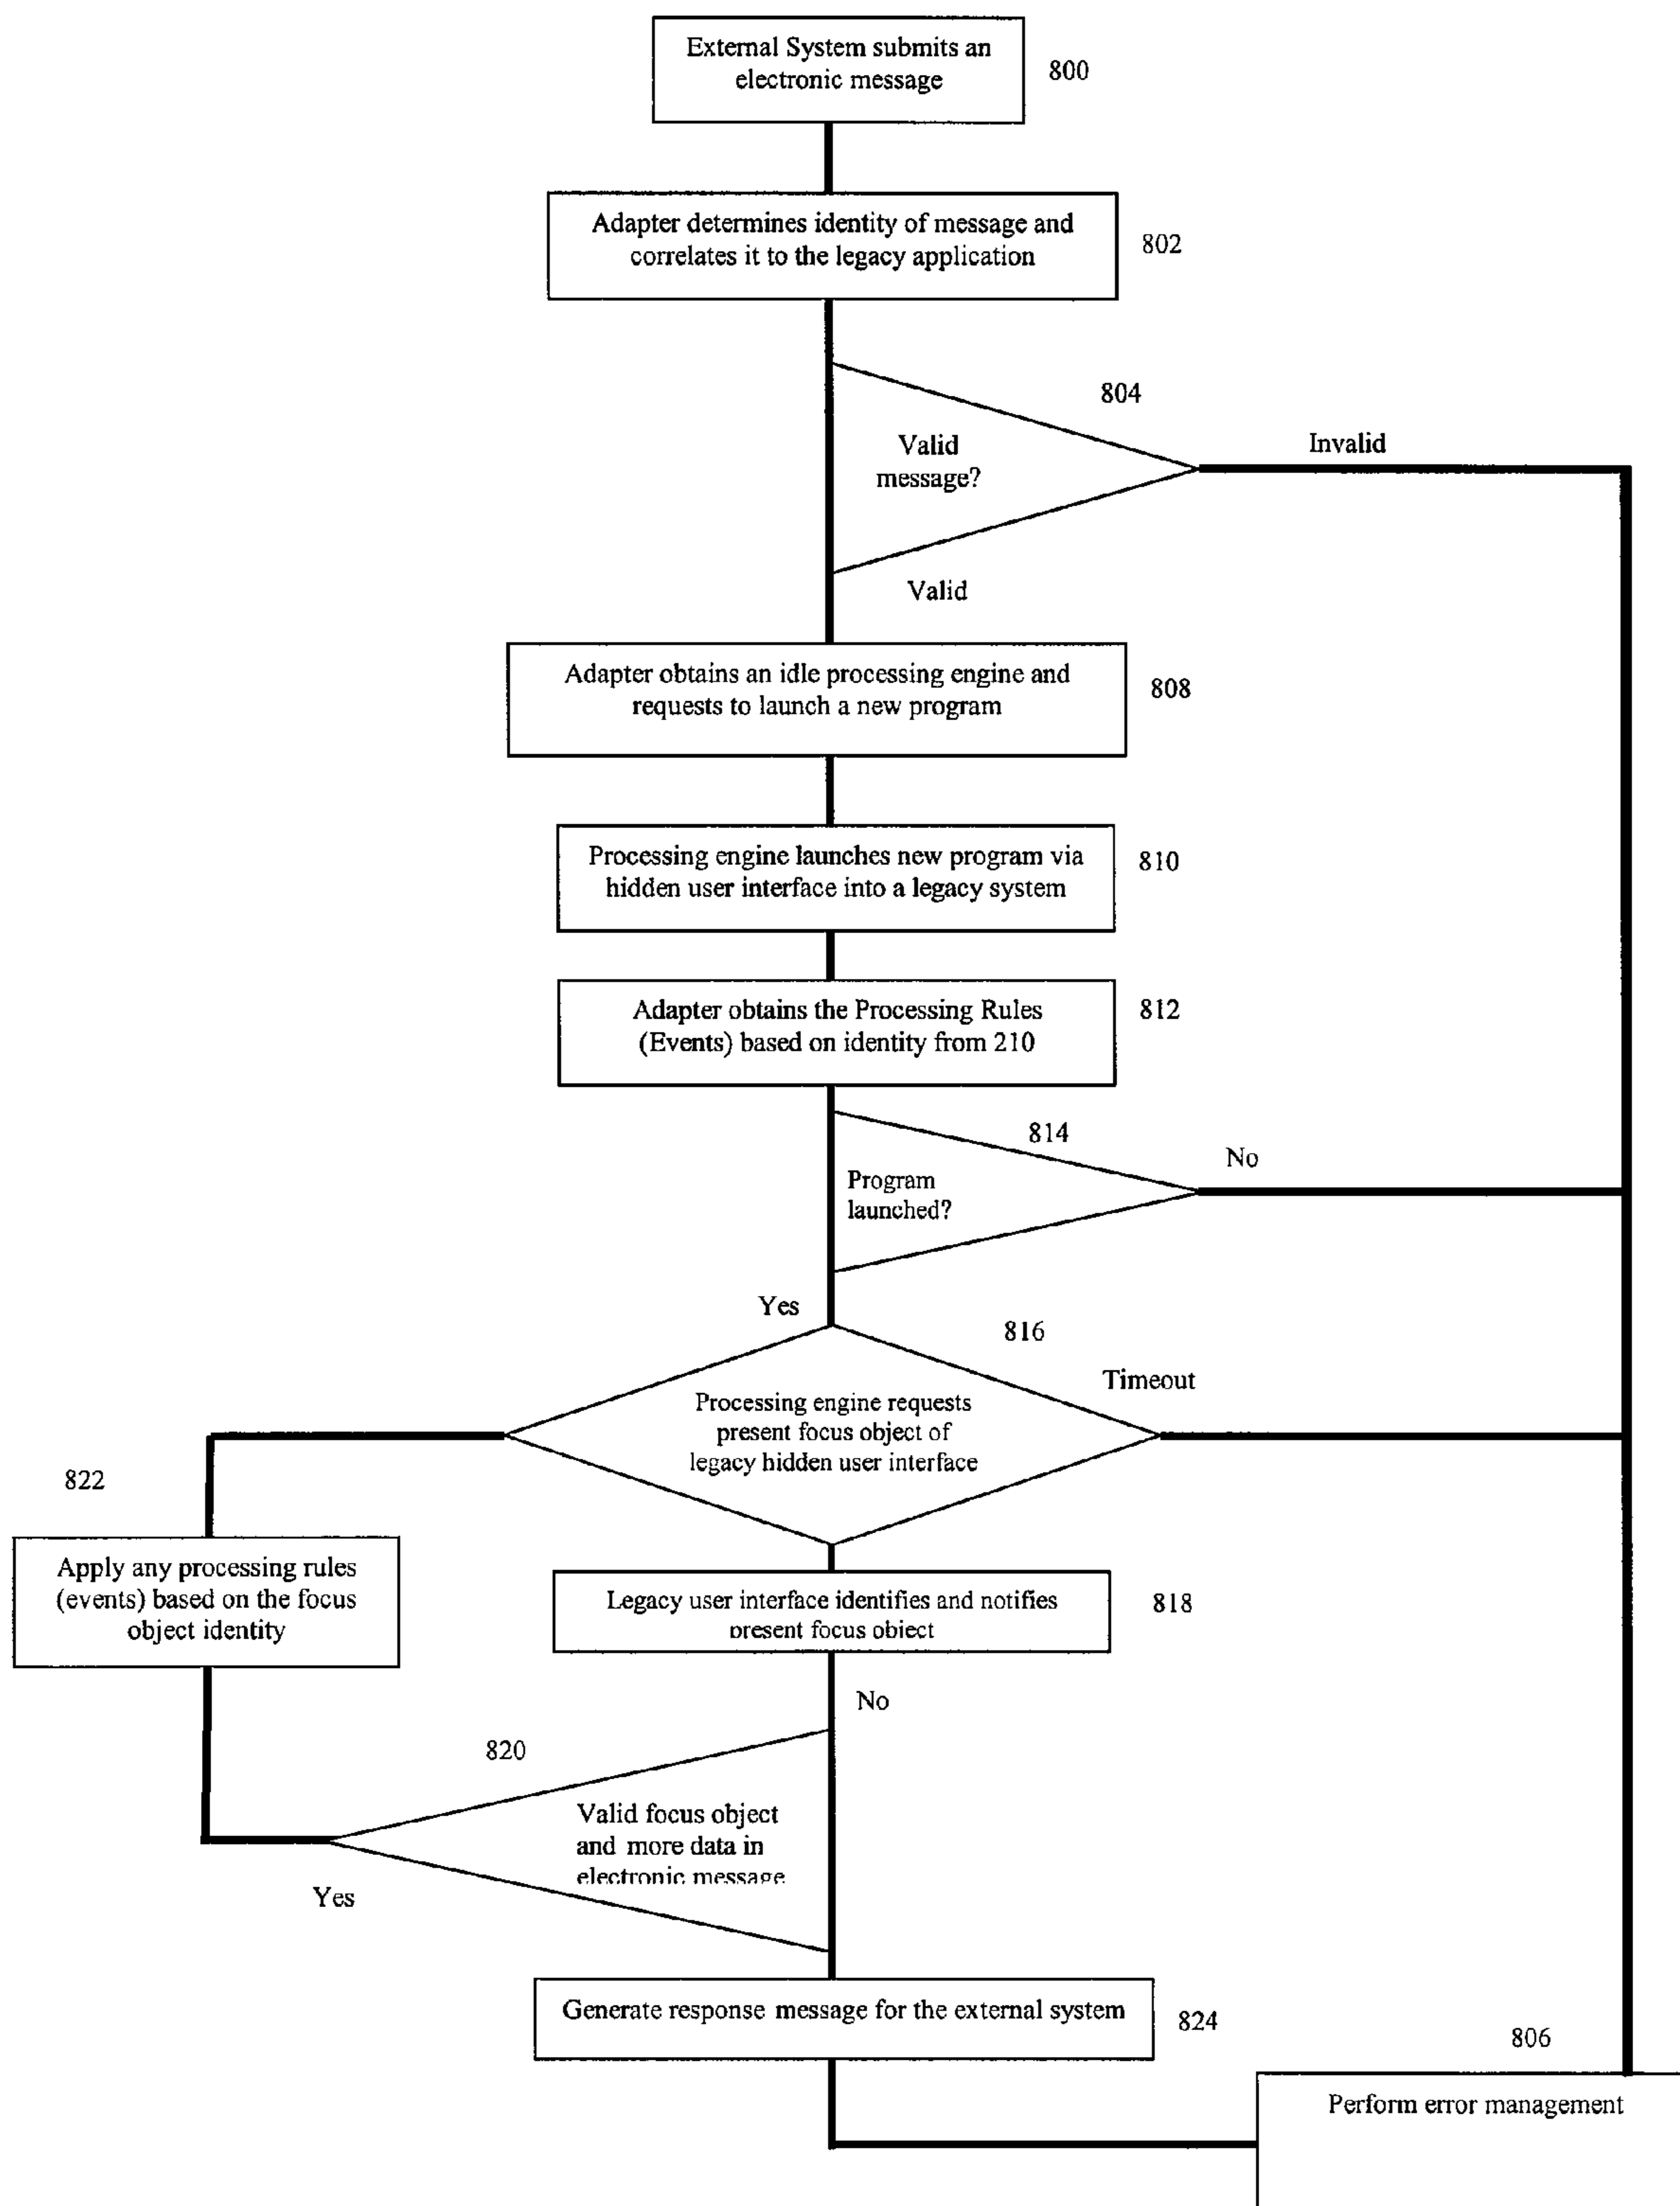 External System submits an
electronic message
800
Adapter determines identity of message and
correlates it to the legacy application
802
804
Valid
message?
Invalid
Valid
Adapter obtains an idle processing engine and
requests to launch a new program
808
Processing engine launches new program via
hidden user interface into a legacy system
810
Adapter obtains the Processing Rules
(Events) based on identity from 210
812
814
No
Program
launched?
Yes
816
Timeout
Processing engine requests
present focus object of
legacy hidden user interface
822
Apply any processing rules
(events) based on the focus
object identity
Legacy user interface identifies and notifies
present focus object
818
No
820
Valid focus object
and more data in
electronic message
Yes
Generate response message for the external system
824
806
Perform error management